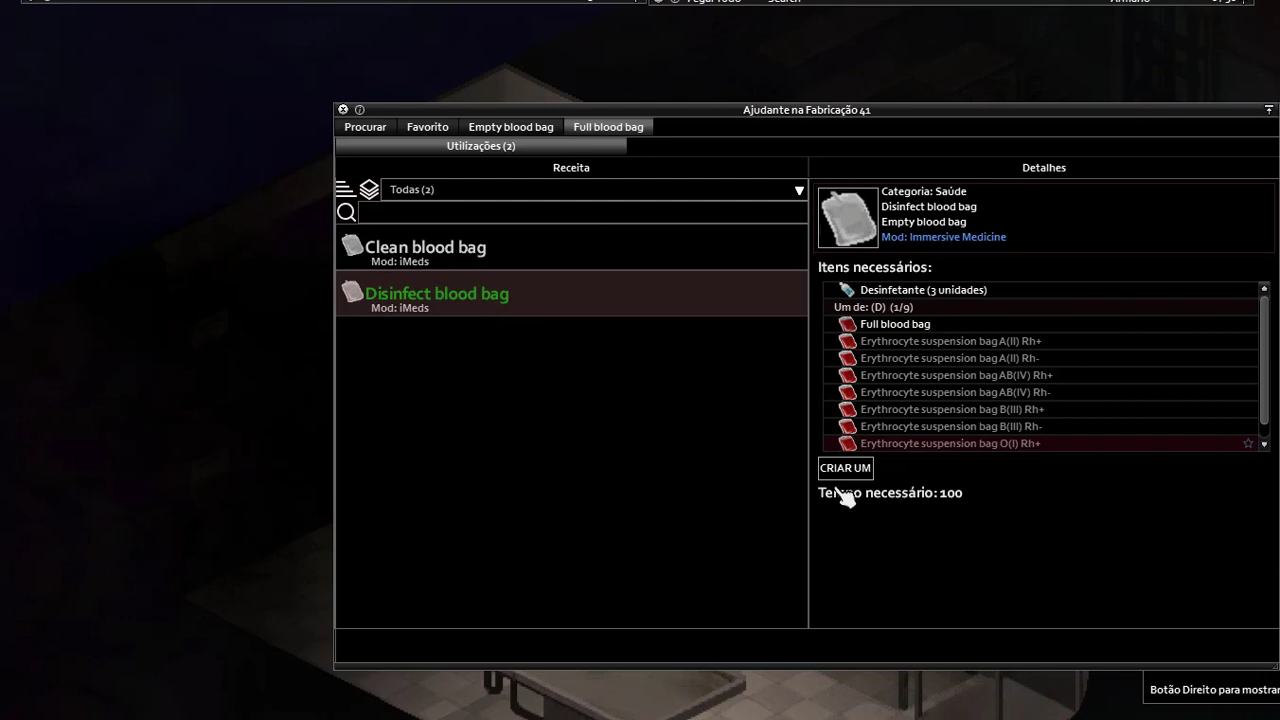 Pegar Tudo Search Armário
Ajudante na Fabricação 41
Procurar Favorito Empty blood bag Full blood bag
Utilizações (2)
Receita
Detalhes
Todas (2)
Clean blood bag
Mod: iMeds
Disinfect blood bag
Mod: iMeds
Categoria: Saúde
Disinfect blood bag
Empty blood bag
Mod: Immersive Medicine
Itens necessários:
Desinfetante (3 unidades)
Um de: (D) (1/9)
Full blood bag
Erythrocyte suspension bag A(II) Rh+
Erythrocyte suspension bag A(II) Rh-
Erythrocyte suspension bag AB(IV) Rh+
Erythrocyte suspension bag AB(IV) Rh-
Erythrocyte suspension bag B(III) Rh+
Erythrocyte suspension bag B(III) Rh-
Erythrocyte suspension bag O(I) Rh+
CRIAR UM
Tempo necessário: 100
Botão Direito para mostrar